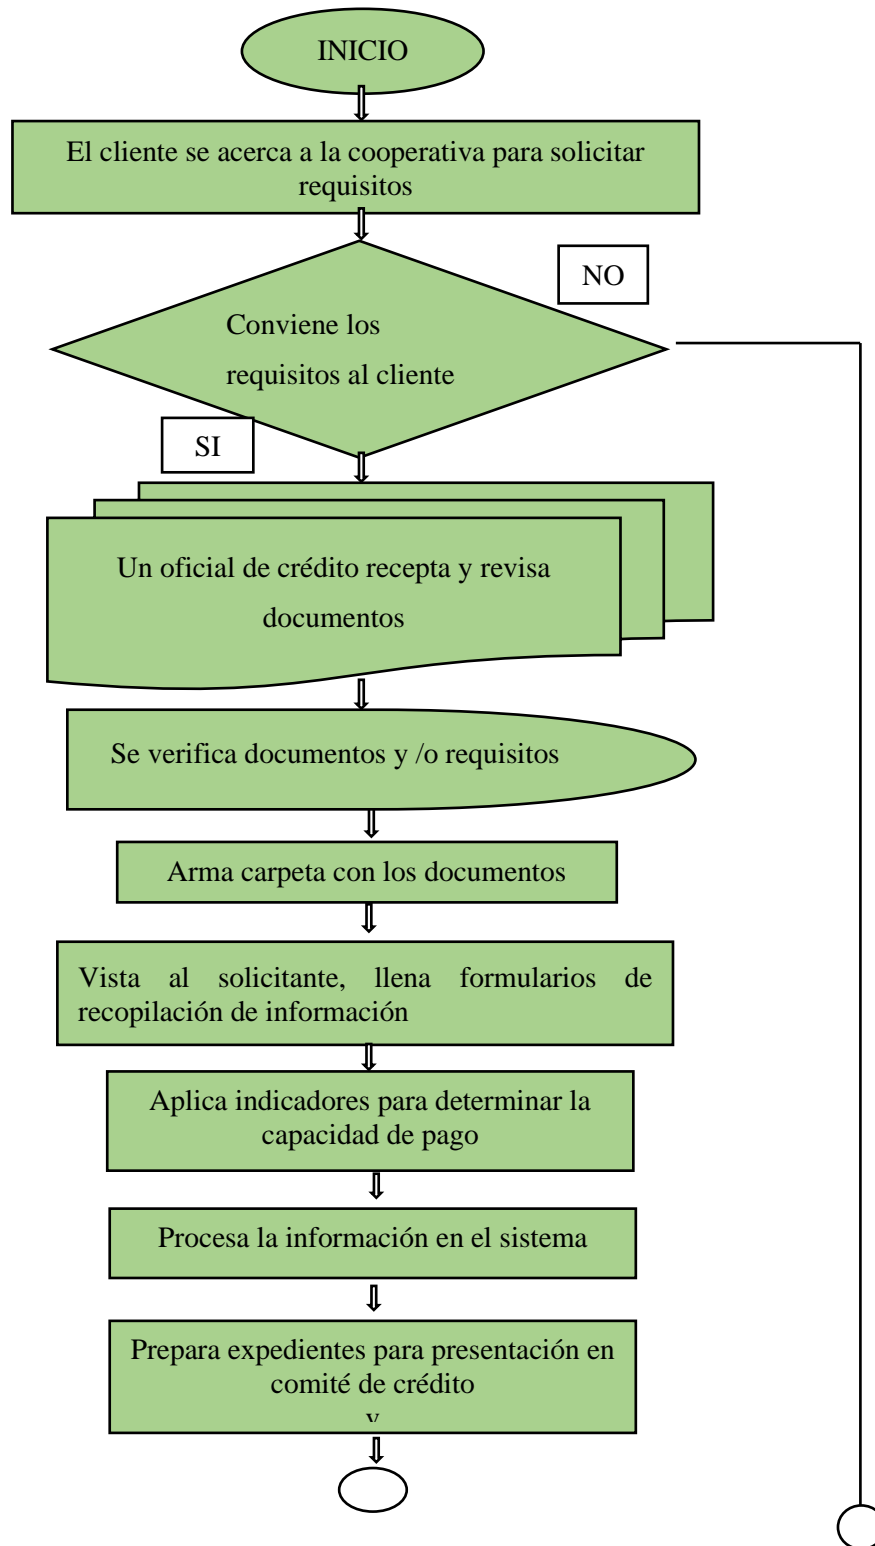 INICIO
El cliente se acerca a la cooperativa para solicitar
requisitos
NO
Conviene los
requisitos al cliente
SI
Un oficial de crédito recepta y revisa
documentos
Se verifica documentos y /o requisitos
Arma carpeta con los documentos
Vista al solicitante, llena formularios de
recopilación de información
Aplica indicadores para determinar la
capacidad de pago
Procesa la información en el sistema
Prepara expedientes para presentación en
comité de crédito